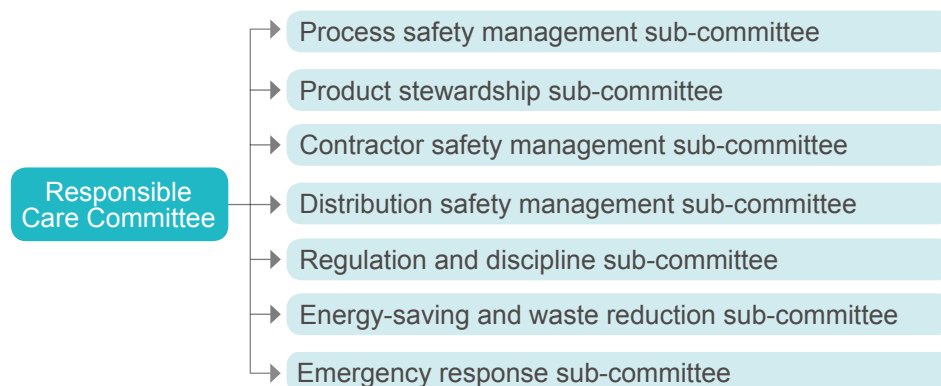 Responsible
Care Committee
Process safety management sub-committee
Product stewardship sub-committee
Contractor safety management sub-committee
Distribution safety management sub-committee
Regulation and discipline sub-committee
Energy-saving and waste reduction sub-committee
Emergency response sub-committee